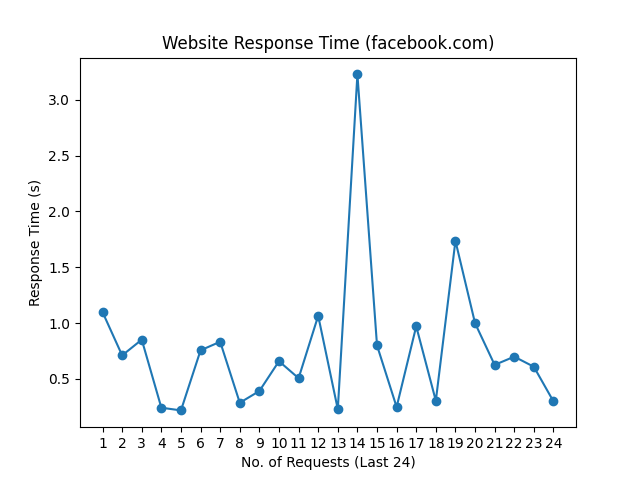 Website Response Time (facebook.com)
Response Time (s)
3.0
2.5
2.0
1.5
1.0
0.5
1 2 3 4 5 6 7 8 9 10 11 12 13 14 15 16 17 18 19 20 21 22 23 24
No. of Requests (Last 24)